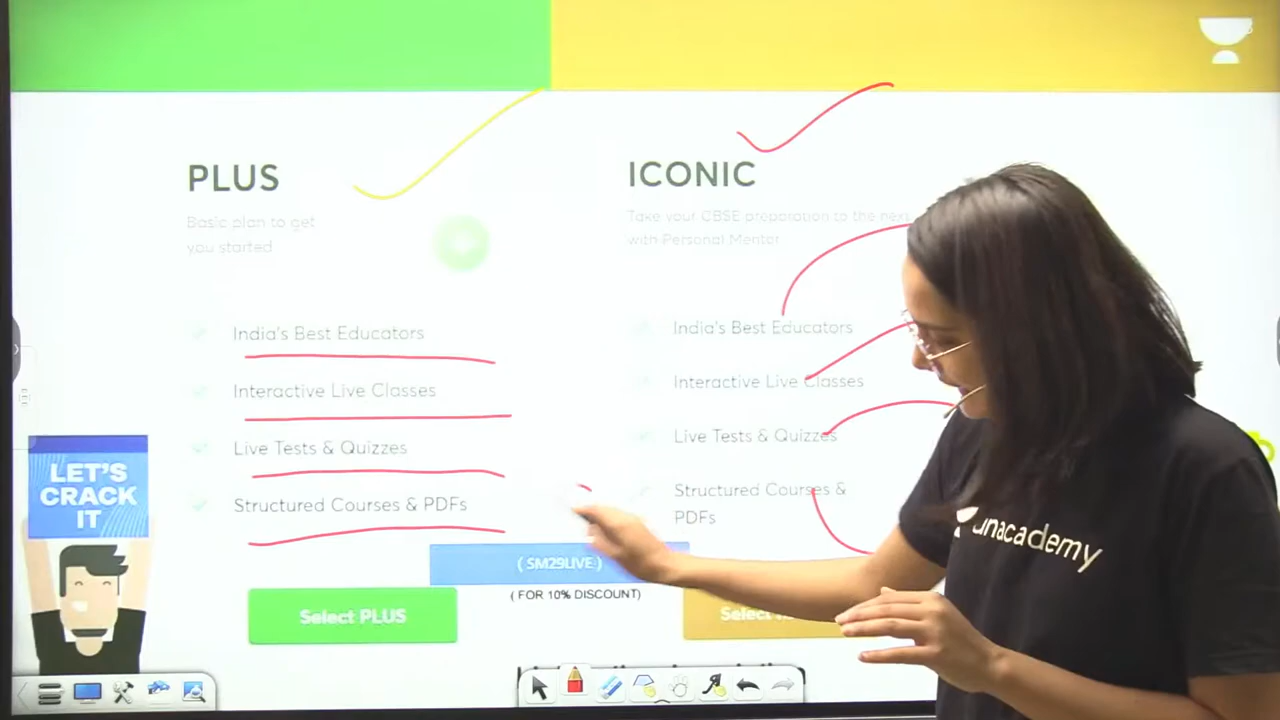 PLUS
Basic plan to get
you started
India's Best Educators
Interactive Live Classes
Live Tests & Quizzes
Structured Courses & PDFs
Select PLUS
ICONIC
Take your CBSE preparation to the next
with Personal Mentor
India's Best Educators
Interactive Live Classes
Live Tests & Quizzes
Structured Courses &
PDFs
( SM29LIVE )
( FOR 10% DISCOUNT)
Select
LET'S
CRACK
IT
unacademy